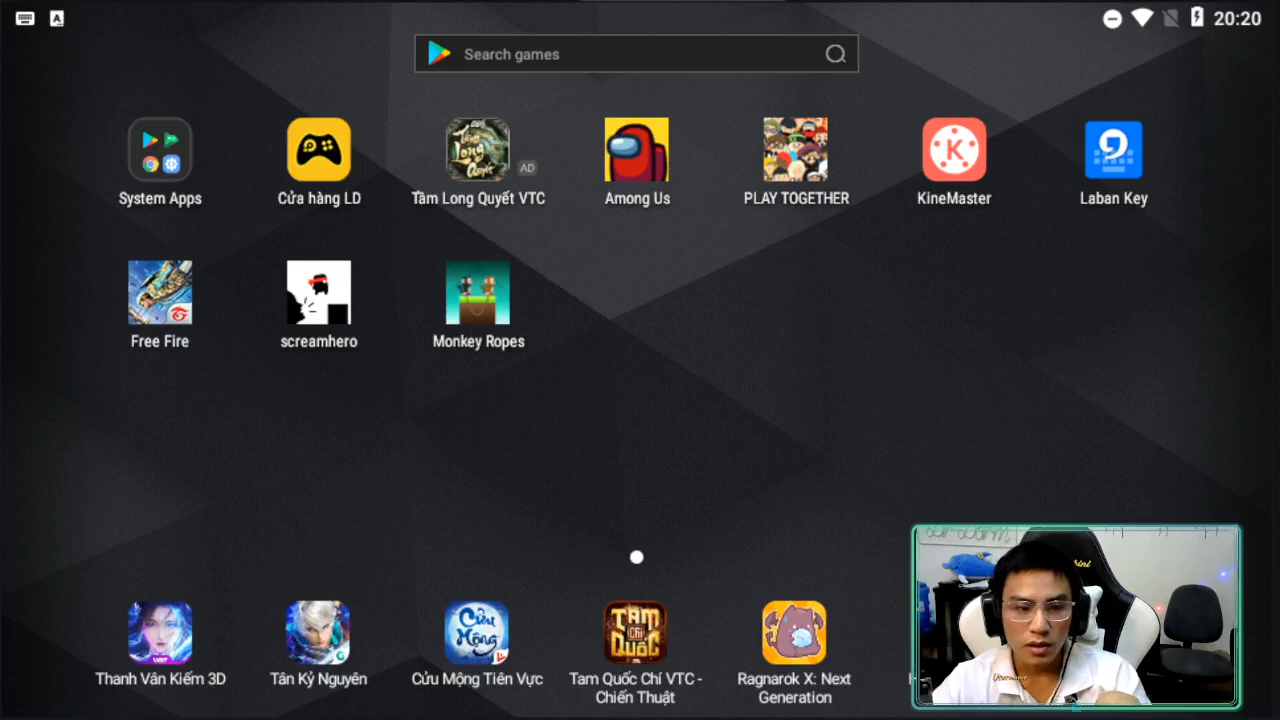 20:20
Search games
System Apps
Cửa hàng LD
Tầm Long Quyết VTC
AD
Among Us
PLAY TOGETHER
KineMaster
Laban Key
Free Fire
screamhero
Monkey Ropes
Thanh Vân Kiếm 3D
Tân Kỷ Nguyên
Cửu Mộng Tiên Vực
Tam Quốc Chí VTC -
Chiến Thuật
Ragnarok X: Next
Generation